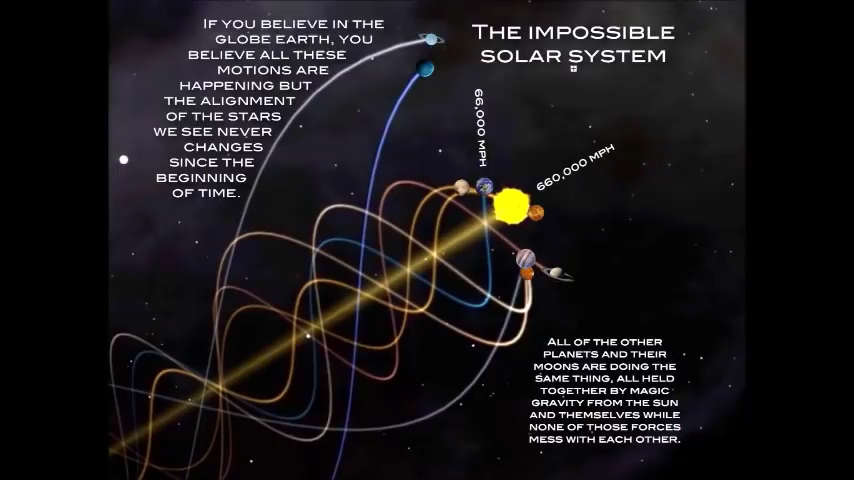 If you believe in the
globe earth, you
believe all these
motions are
happening but
the alignment
of the stars
we see never
changes
since the
beginning
of time.
The impossible
solar system
66,000 mph
660,000 mph
All of the other
planets and their
moons are doing the
same thing, all held
together by magic
gravity from the sun
and themselves while
none of those forces
mess with each other.